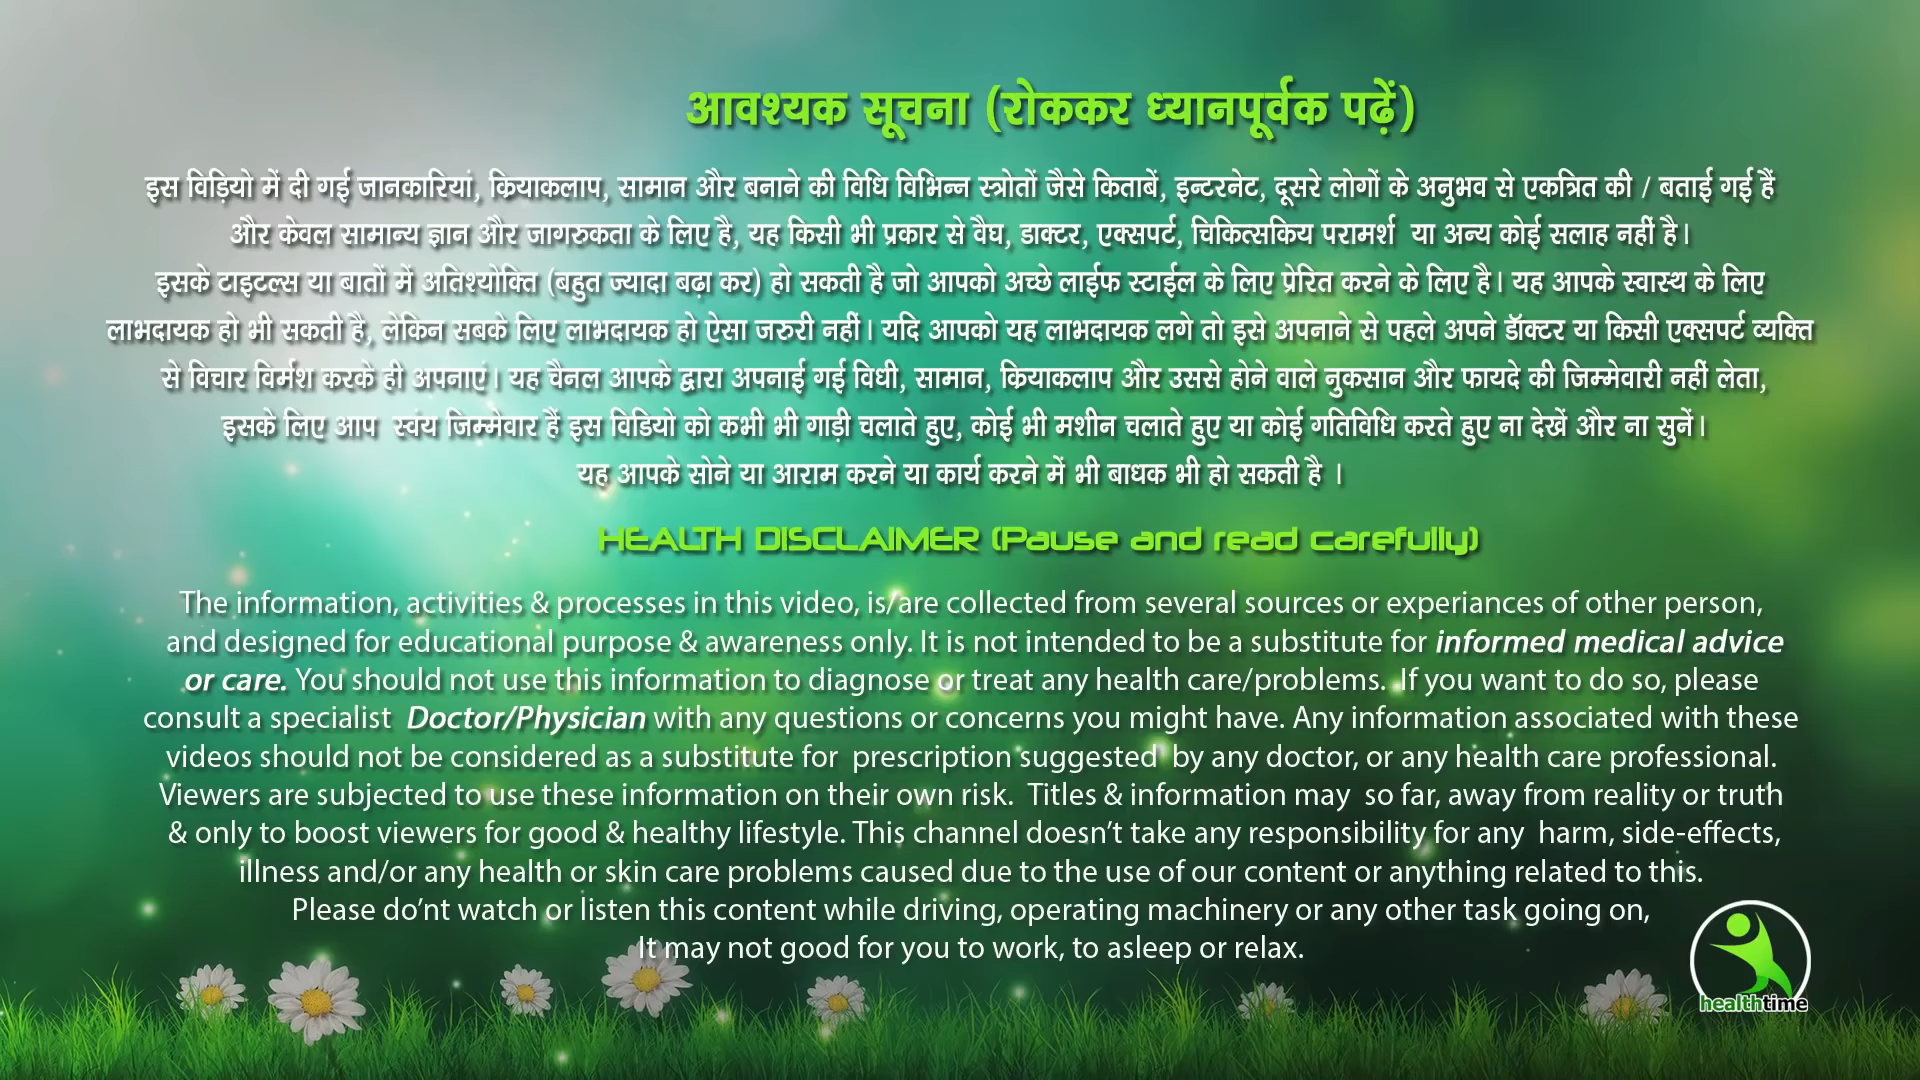 आवश्यक सूचना (रोककर ध्यानपूर्वक पढ़ें)
इस विड़ियो में दी गई जानकारियां, क्रियाकलाप, सामान और बनाने की विधि विभिन्न स्त्रोतों जैसे किताबें, इन्टरनेट, दूसरे लोगों के अनुभव से एकत्रित की / बताई गई हैं
और केवल सामान्य ज्ञान और जागरुकता के लिए है, यह किसी भी प्रकार से वैघ, डाक्टर, एक्सपर्ट, चिकित्सकिय परामर्श या अन्य कोई सलाह नहीं है।
इसके टाइटल्स या बातों में अतिश्योक्ति (बहुत ज्यादा बढ़ा कर) हो सकती है जो आपको अच्छे लाईफ स्टाईल के लिए प्रेरित करने के लिए है। यह आपके स्वास्थ के लिए
लाभदायक हो भी सकती है, लेकिन सबके लिए लाभदायक हो ऐसा जरुरी नहीं। यदि आपको यह लाभदायक लगे तो इसे अपनाने से पहले अपने डॅाक्टर या किसी एक्सपर्ट व्यक्ति
से विचार विर्मश करके ही अपनाएं। यह चैनल आपके द्वारा अपनाई गई विधी, सामान, क्रियाकलाप और उससे होने वाले नुकसान और फायदे की जिम्मेवारी नहीं लेता,
इसके लिए आप स्वंय जिम्मेवार हैं इस विडियो को कभी भी गाड़ी चलाते हुए, कोई भी मशीन चलाते हुए या कोई गतिविधि करते हुए ना देखें और ना सुनें।
यह आपके सोने या आराम करने या कार्य करने में भी बाधक भी हो सकती है ।
HEALTH DISCLAIMER (Pause and read carefully)
The information, activities & processes in this video, is/are collected from several sources or experiances of other person,
and designed for educational purpose & awareness only. It is not intended to be a substitute for informed medical advice
or care. You should not use this information to diagnose or treat any health care/problems. If you want to do so, please
consult a specialist Doctor/Physician with any questions or concerns you might have. Any information associated with these
videos should not be considered as a substitute for prescription suggested by any doctor, or any health care professional.
Viewers are subjected to use these information on their own risk. Titles & information may so far, away from reality or truth
& only to boost viewers for good & healthy lifestyle. This channel doesn't take any responsibility for any harm, side-effects,
illness and/or any health or skin care problems caused due to the use of our content or anything related to this.
Please do'nt watch or listen this content while driving, operating machinery or any other task going on,
It may not good for you to work, to asleep or relax.
healthtime